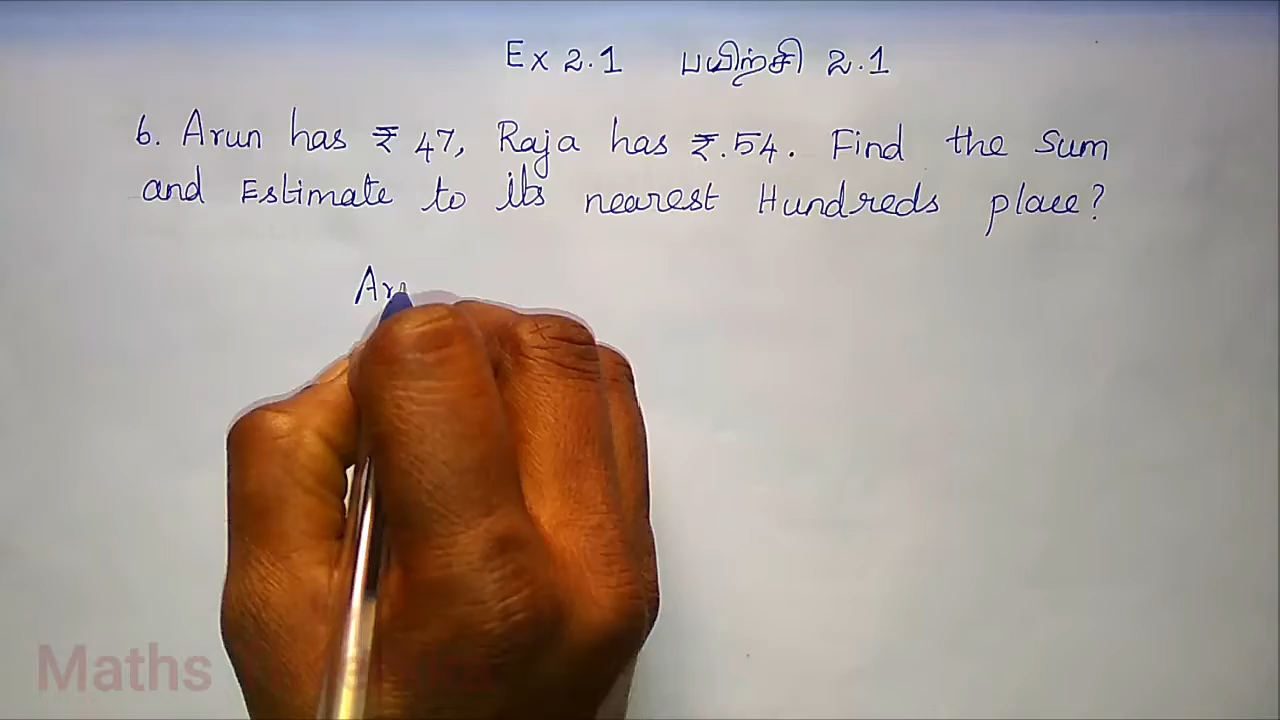 Ex 2.1 பயிற்சி 2.1
6. Arun has ₹ 47, Raja has ₹.54. Find the Sum
and Estimate to its nearest Hundreds place?
Ar
Maths